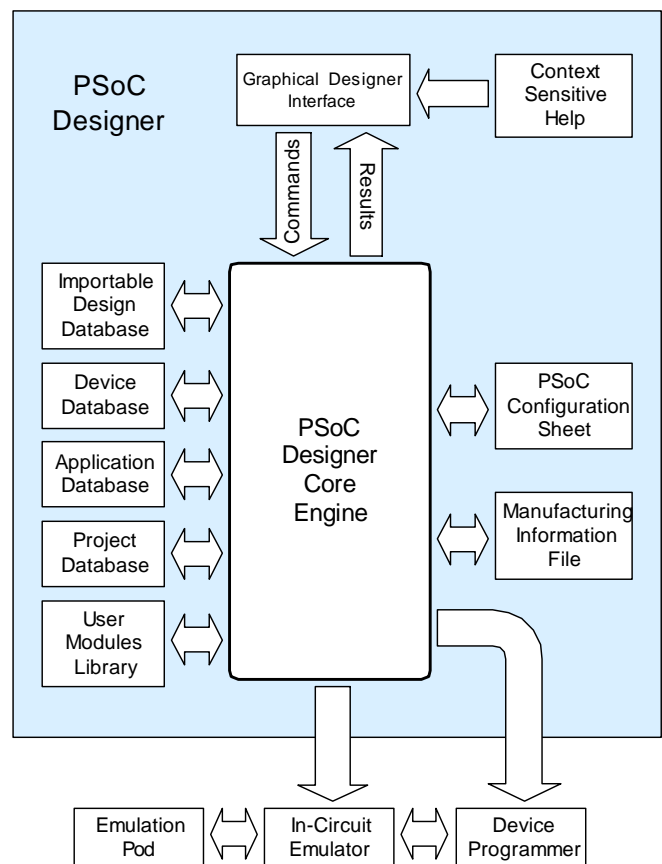 PSoC
Designer
Graphical Designer
Interface
Context
Sensitive
Help
Commands
Results
Importable
Design
Database
Device
Database
Application
Database
Project
Database
User
Modules
Library
PSoC
Designer
Core
Engine
PSoC
Configuration
Sheet
Manufacturing
Information
File
Emulation
Pod
In-Circuit
Emulator
Device
Programmer